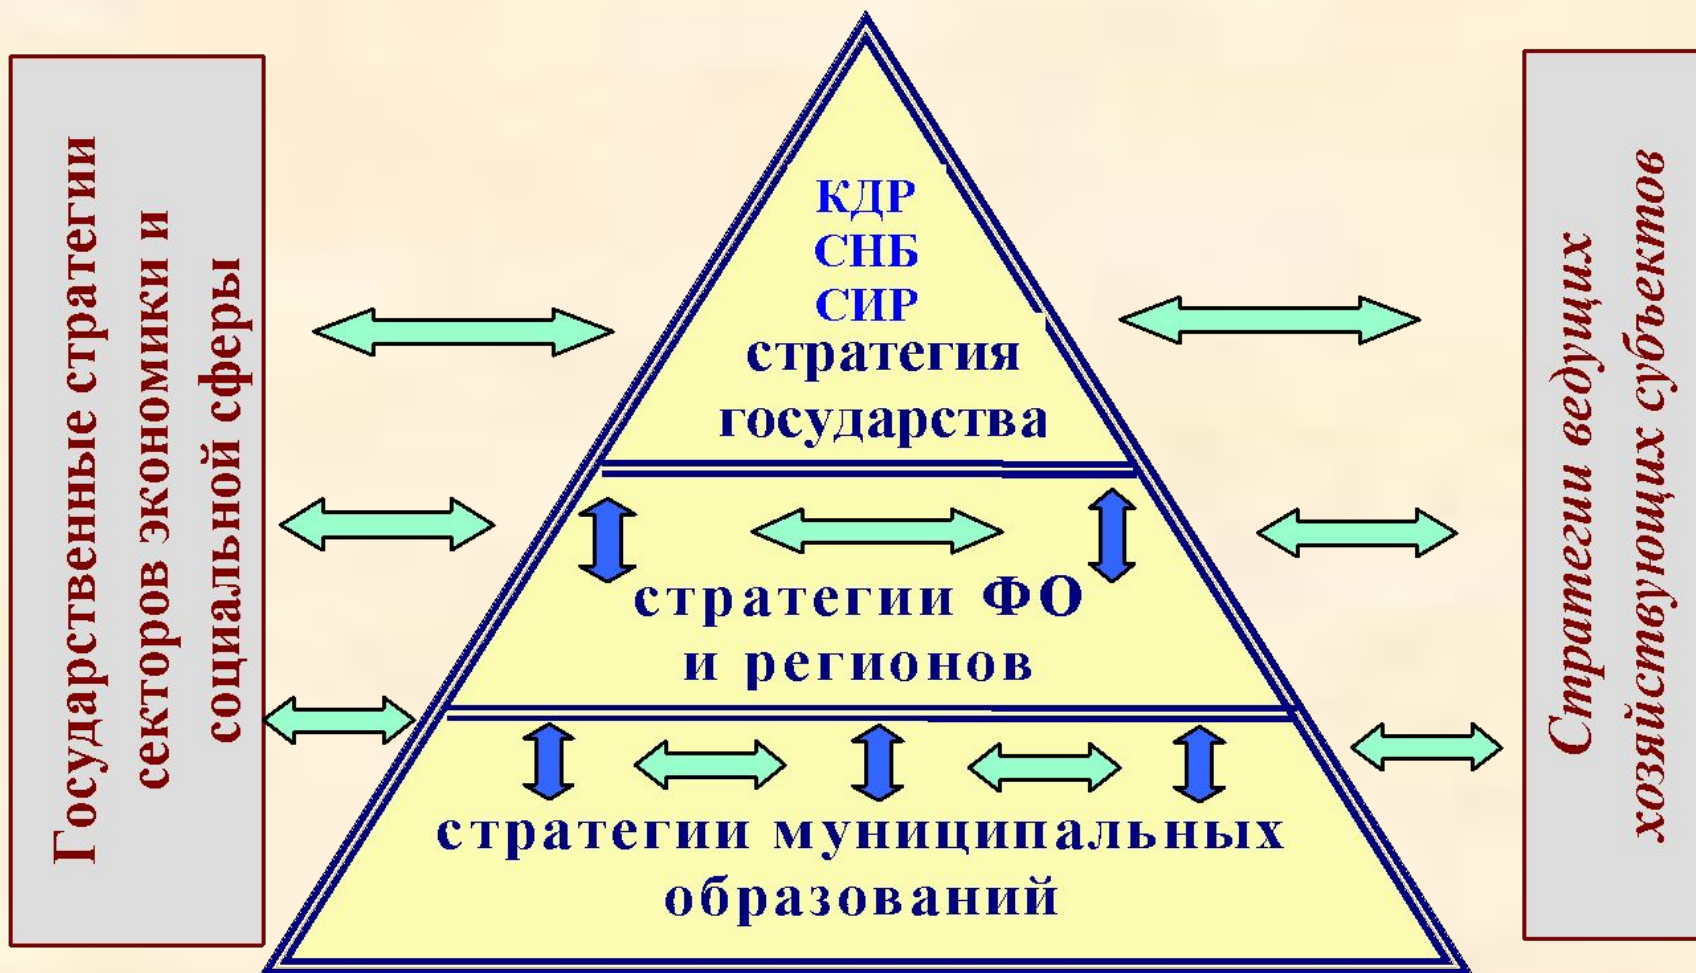 Государственные стратегии
секторов экономики и
социальной сферы
КДР
СНБ
СИР
стратегия
государства
стратегии ФО
и регионов
стратегии муниципальных
образований
Стратегии ведущих
хозяйствующих субъектов